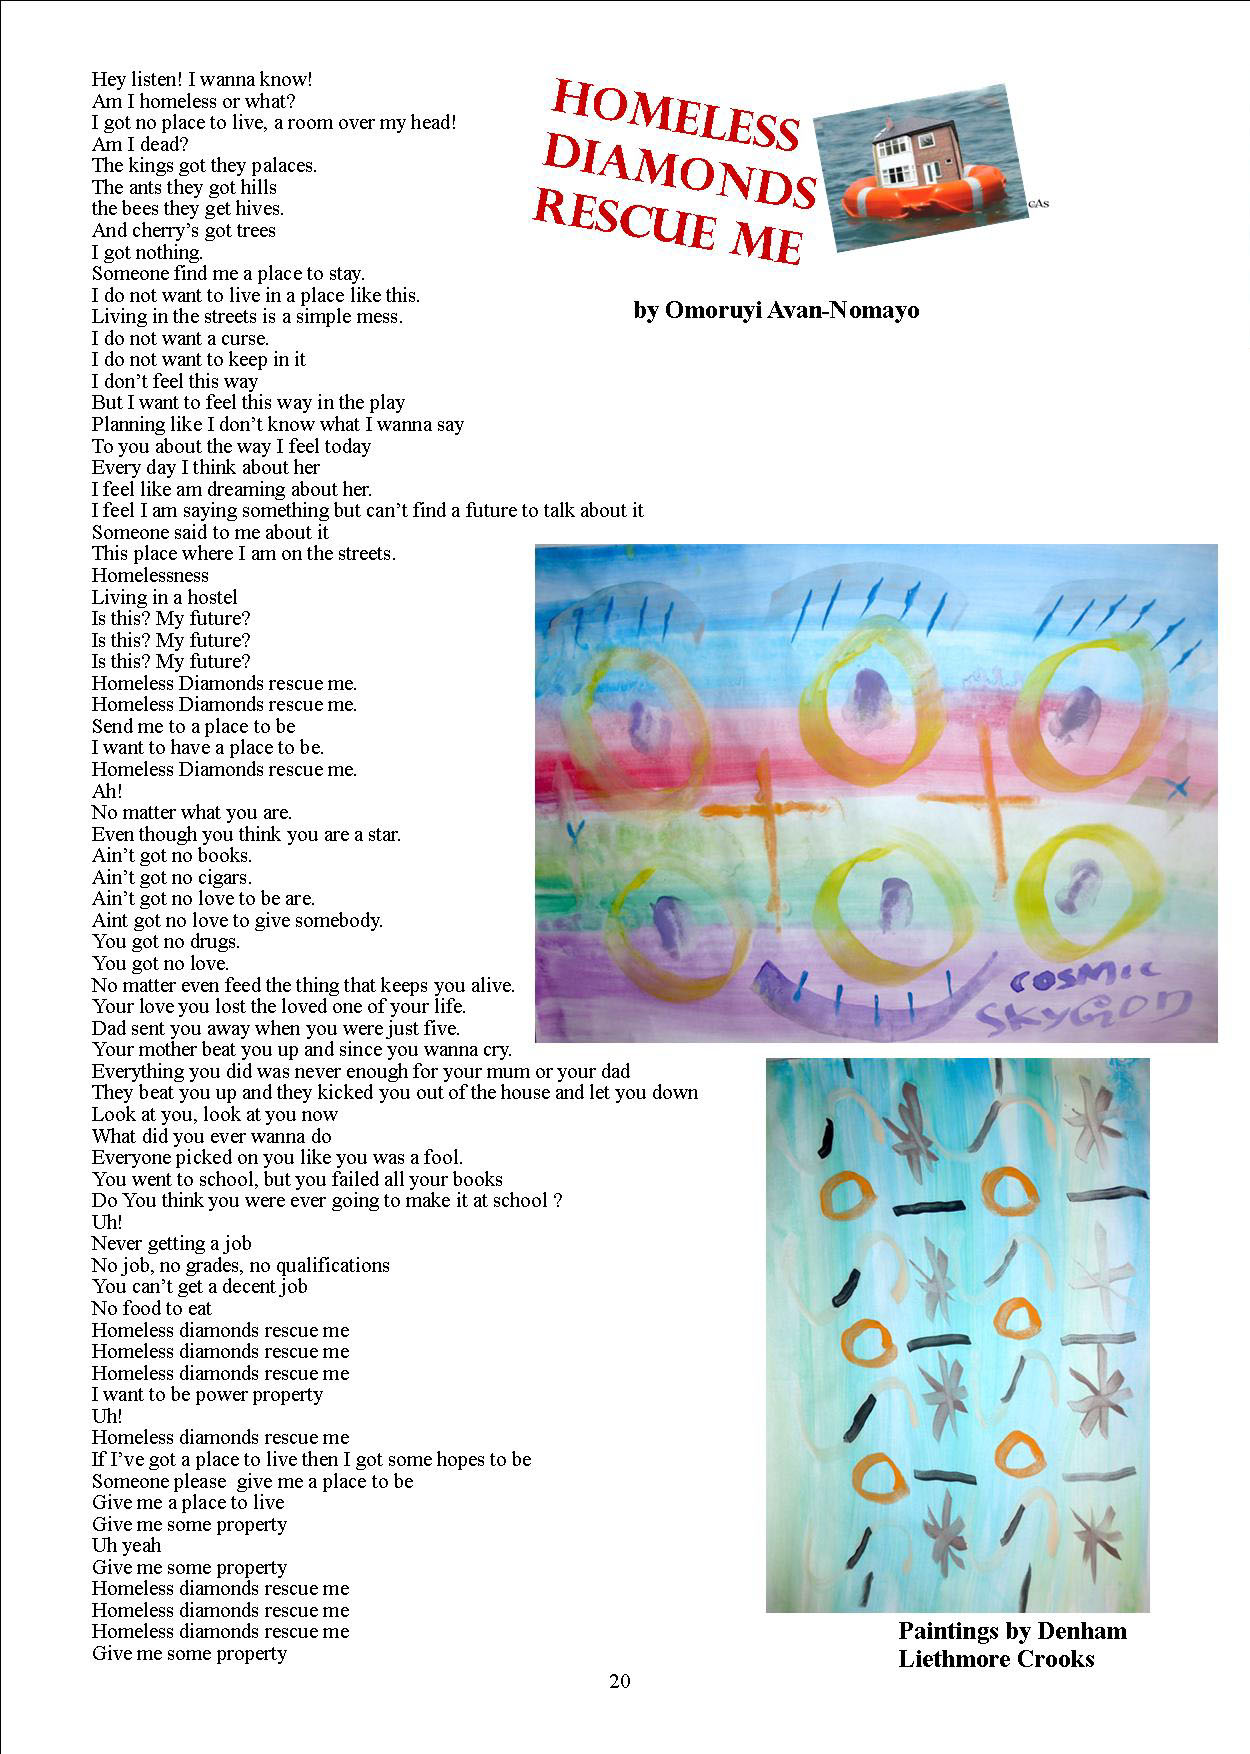 Hey listen! I wanna know!
Am I homeless or what?
I got no place to live, a room over my head!
Am I dead?
The kings got they palaces.
The ants they got hills
the bees they get hives.
And cherry’s got trees
I got nothing.
Someone find me a place to stay.
I do not want to live in a place like this.
Living in the streets is a simple mess.
I do not want a curse.
I do not want to keep in it
I don’t feel this way
But I want to feel this way in the play
Planning like I don’t know what I wanna say
To you about the way I feel today
Every day I think about her
I feel like am dreaming about her.
I feel I am saying something but can’t find a future to talk about it
Someone said to me about it
This place where I am on the streets.
Homelessness
Living in a hostel
Is this? My future?
Is this? My future?
Is this? My future?
Homeless Diamonds rescue me.
Homeless Diamonds rescue me.
Send me to a place to be
I want to have a place to be.
Homeless Diamonds rescue me.
Ah!
No matter what you are.
Even though you think you are a star.
Ain’t got no books.
Ain’t got no cigars.
Ain’t got no love to be are.
Aint got no love to give somebody.
You got no drugs.
You got no love.
No matter even feed the thing that keeps you alive.
Your love you lost the loved one of your life.
Dad sent you away when you were just five.
Your mother beat you up and since you wanna cry.
Everything you did was never enough for your mum or your dad
They beat you up and they kicked you out of the house and let you down
Look at you, look at you now
What did you ever wanna do
Everyone picked on you like you was a fool.
You went to school, but you failed all your books
Do You think you were ever going to make it at school ?
Uh!
Never getting a job
No job, no grades, no qualifications
You can’t get a decent job
No food to eat
Homeless diamonds rescue me
Homeless diamonds rescue me
Homeless diamonds rescue me
I want to be power property
Uh!
Homeless diamonds rescue me
If I’ve got a place to live then I got some hopes to be
Someone please  give me a place to be
Give me a place to live
Give me some property
Uh yeah
Give me some property
Homeless diamonds rescue me
Homeless diamonds rescue me
Homeless diamonds rescue me
Give me some property
HOMELESS
DIAMONDS
RESCUE ME
cAs
by Omoruyi Avan-Nomayo
COSMIC
SKYGiOD
Paintings by Denham
Liethmore Crooks
20